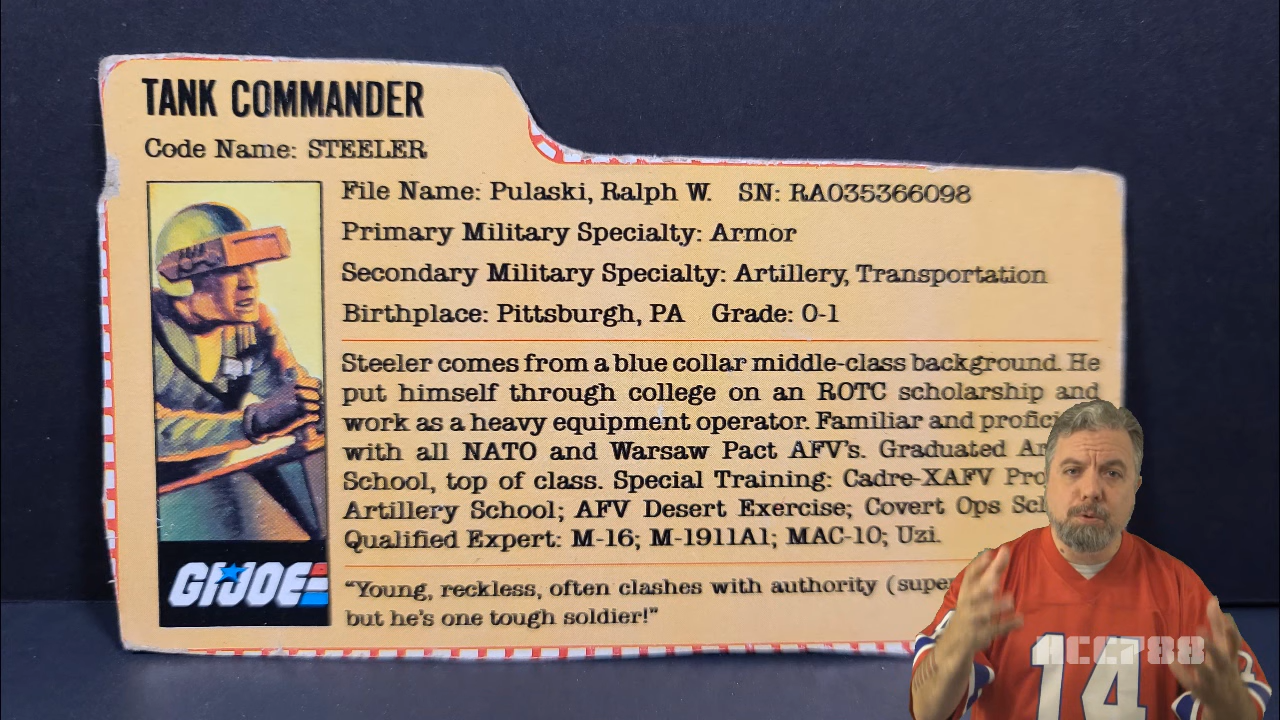 TANK COMMANDER
Code Name: STEELER
File Name: Pulaski, Ralph W. SN: RA035366098
Primary Military Specialty: Armor
Secondary Military Specialty: Artillery, Transportation
Birthplace: Pittsburgh, PA Grade: O-1
Steeler comes from a blue collar middle-class background. He
put himself through college on an ROTC scholarship and
work as a heavy equipment operator. Familiar and
with all NATO and Warsaw Pact AFV's. Graduated
School, top of class. Special Training: Cadre-XAFV
Artillery School; AFV Desert Exercise; Covert Ops
Qualified Expert: M-16; M-1911A1; MAC-10; Uzi.
GI JOE
"Young, reckless, often clashes with authority
but he's one tough soldier!"
14